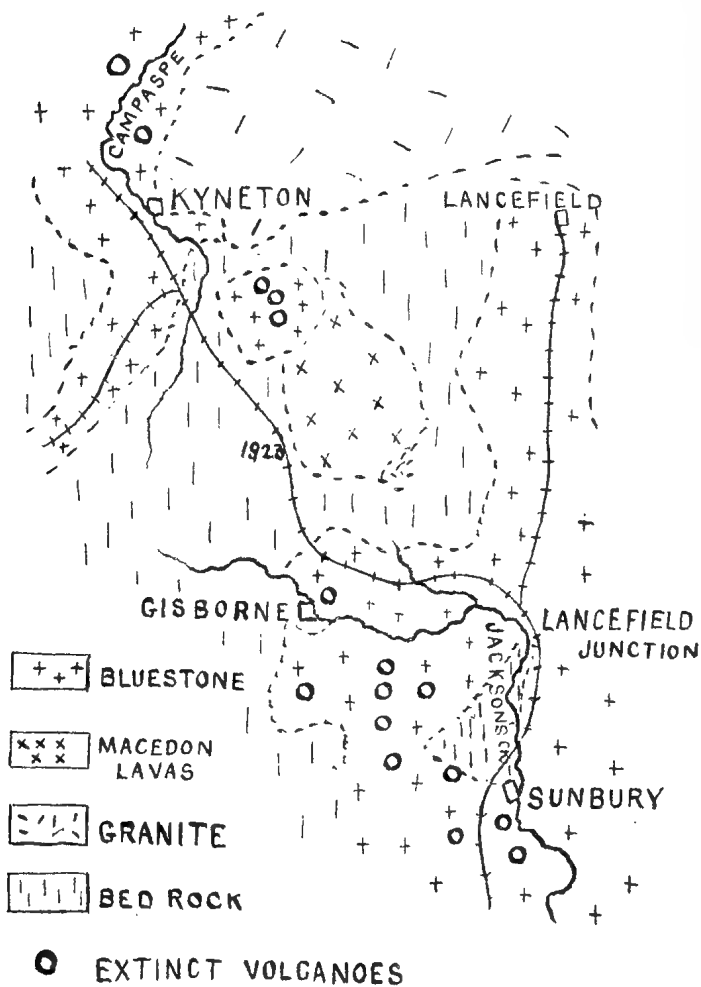 CAMPASPE
KYNETON
LANCEFIELD
1923
GISBORNE
LANCEFIELD
JUNCTION
JACKSONS CK.
BLUESTONE
MACEDON
LAVAS
SUNBURY
GRANITE
BED ROCK
EXTINCT VOLCANOES